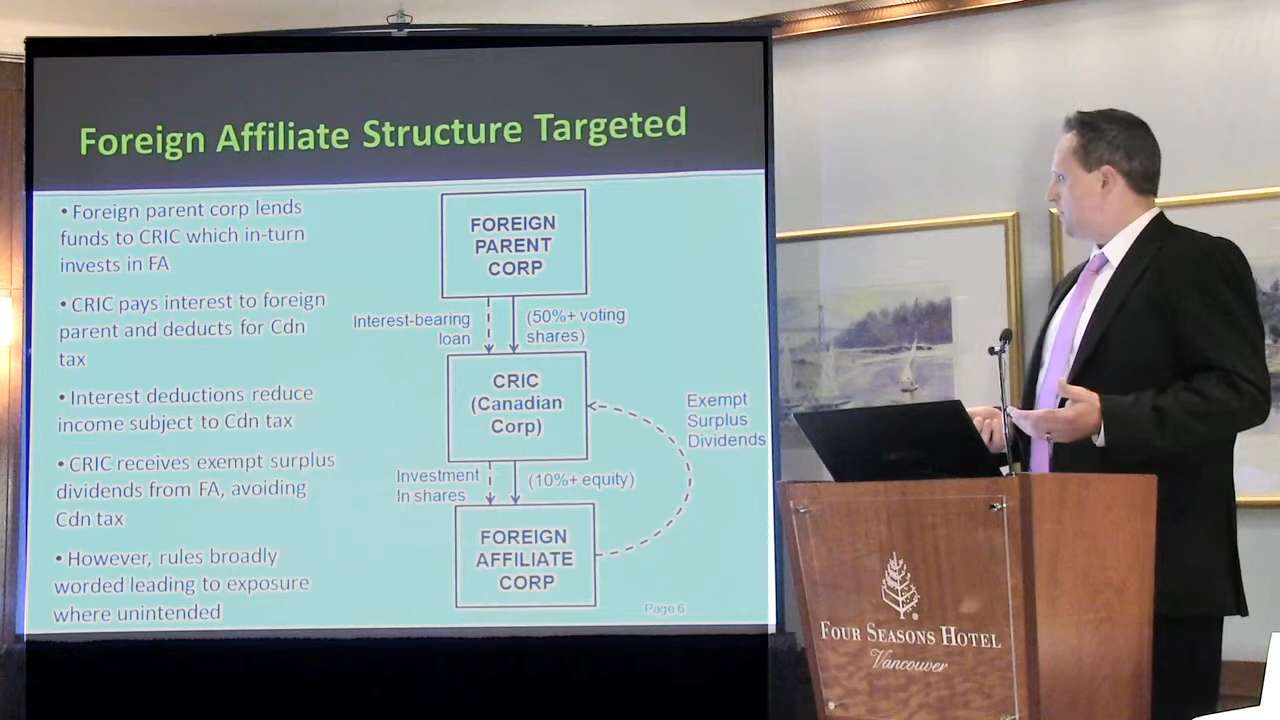 Foreign Affiliate Structure Targeted
• Foreign parent corp lends
funds to CRIC which in-turn
invests in FA
• CRIC pays interest to foreign
parent and deducts for Cdn
tax
• Interest deductions reduce
income subject to Cdn tax
• CRIC receives exempt surplus
dividends from FA, avoiding
Cdn tax
• However, rules broadly
worded leading to exposure
where unintended
FOREIGN
PARENT
CORP
Interest-bearing
loan
(50%+ voting
shares)
CRIC
(Canadian
Corp)
Exempt
Surplus
Dividends
Investment
In shares
(10%+ equity)
FOREIGN
AFFILIATE
CORP
Page 6
®
FOUR SEASONS HOTEL
Vancouver